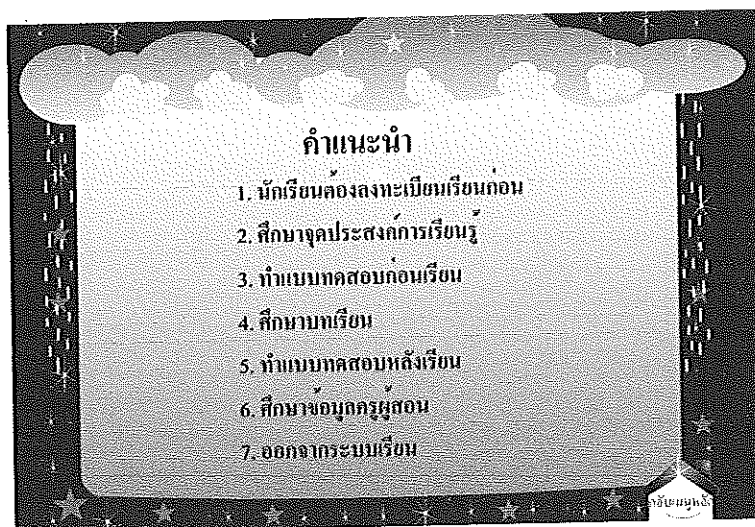 คำแนะนำ
1. นักเรียนต้องลงทะเบียนเรียนก่อน
2. ศึกษาจุดประสงค์การเรียนรู้
3. ทำแบบทดสอบก่อนเรียน
4. ศึกษาบทเรียน
5. ทำแบบทดสอบหลังเรียน
6. ศึกษาข้อมูลครูผู้สอน
7. ออกจากระบบเรียน